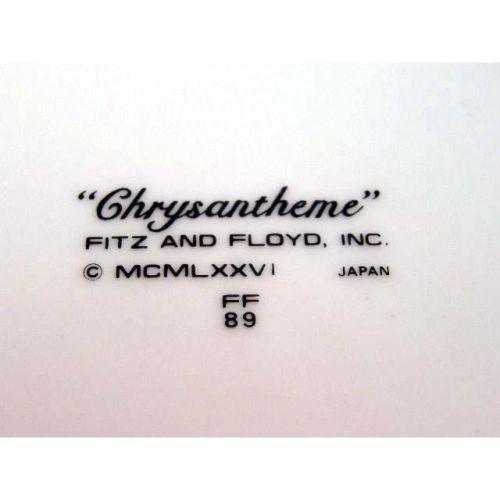 "Chrysantheme"
FITZ AND FLOYD, INC.
© MCMLXXVI JAPAN
FF
89